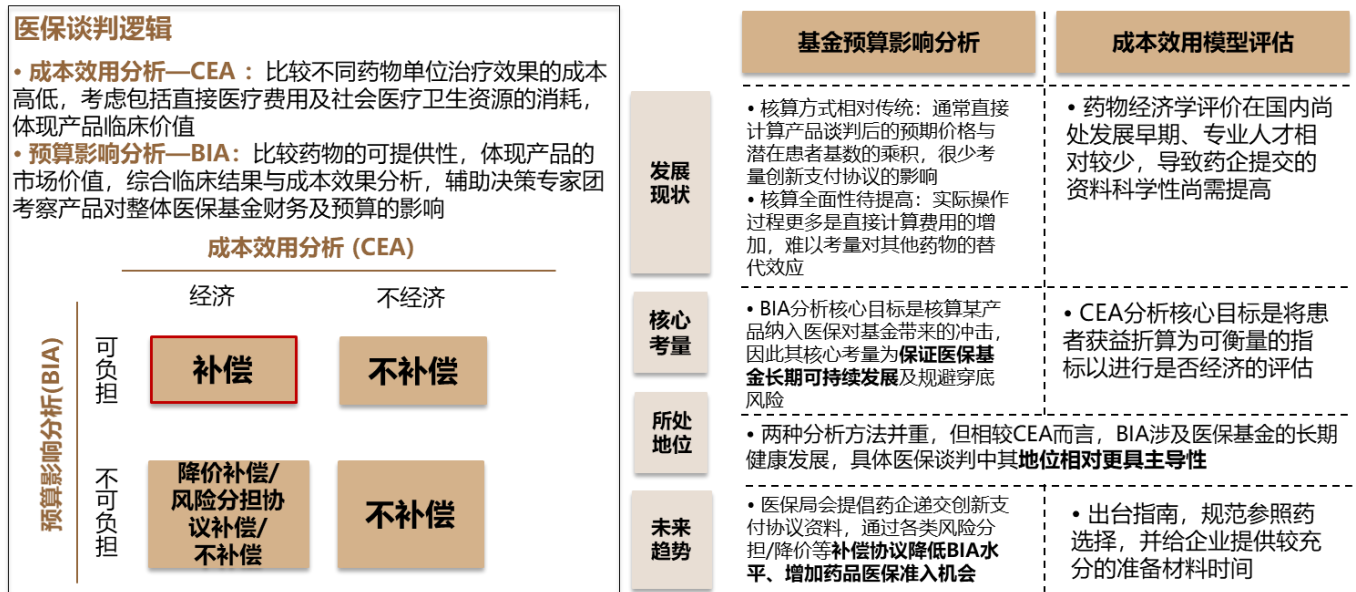 医保谈判逻辑
• 成本效用分析—CEA ：比较不同药物单位治疗效果的成本
高低，考虑包括直接医疗费用及社会医疗卫生资源的消耗，
体现产品临床价值
• 预算影响分析—BIA：比较药物的可提供性，体现产品的
市场价值，综合临床结果与成本效果分析，辅助决策专家团
考察产品对整体医保基金财务及预算的影响
成本效用分析 (CEA)
经济
不经济
预算影响分析(BIA)
可负担
补偿
不补偿
不可负担
降价补偿/
风险分担协
议补偿/
不补偿
不补偿
基金预算影响分析
成本效用模型评估
发展
现状
• 核算方式相对传统：通常直接
计算产品谈判后的预期价格与
潜在患者基数的乘积，很少考
量创新支付协议的影响
• 核算全面性待提高：实际操作
过程更多是直接计算费用的增
加，难以考量对其他药物的替
代效应
• 药物经济学评价在国内尚
处发展早期、专业人才相
对较少，导致药企提交的
资料科学性尚需提高
核心
考量
• BIA分析核心目标是核算某产
品纳入医保对基金带来的冲击，
因此其核心考量为保证医保基
金长期可持续发展及规避穿底
风险
• CEA分析核心目标是将患
者获益折算为可衡量的指
标以进行是否经济的评估
所处
地位
• 两种分析方法并重，但相较CEA而言，BIA涉及医保基金的长期
健康发展，具体医保谈判中其地位相对更具主导性
未来
趋势
• 医保局会提倡药企递交创新支
付协议资料，通过各类风险分
担/降价等补偿协议降低BIA水
平、增加药品医保准入机会
• 出台指南，规范参照药
选择，并给企业提供较充
分的准备材料时间